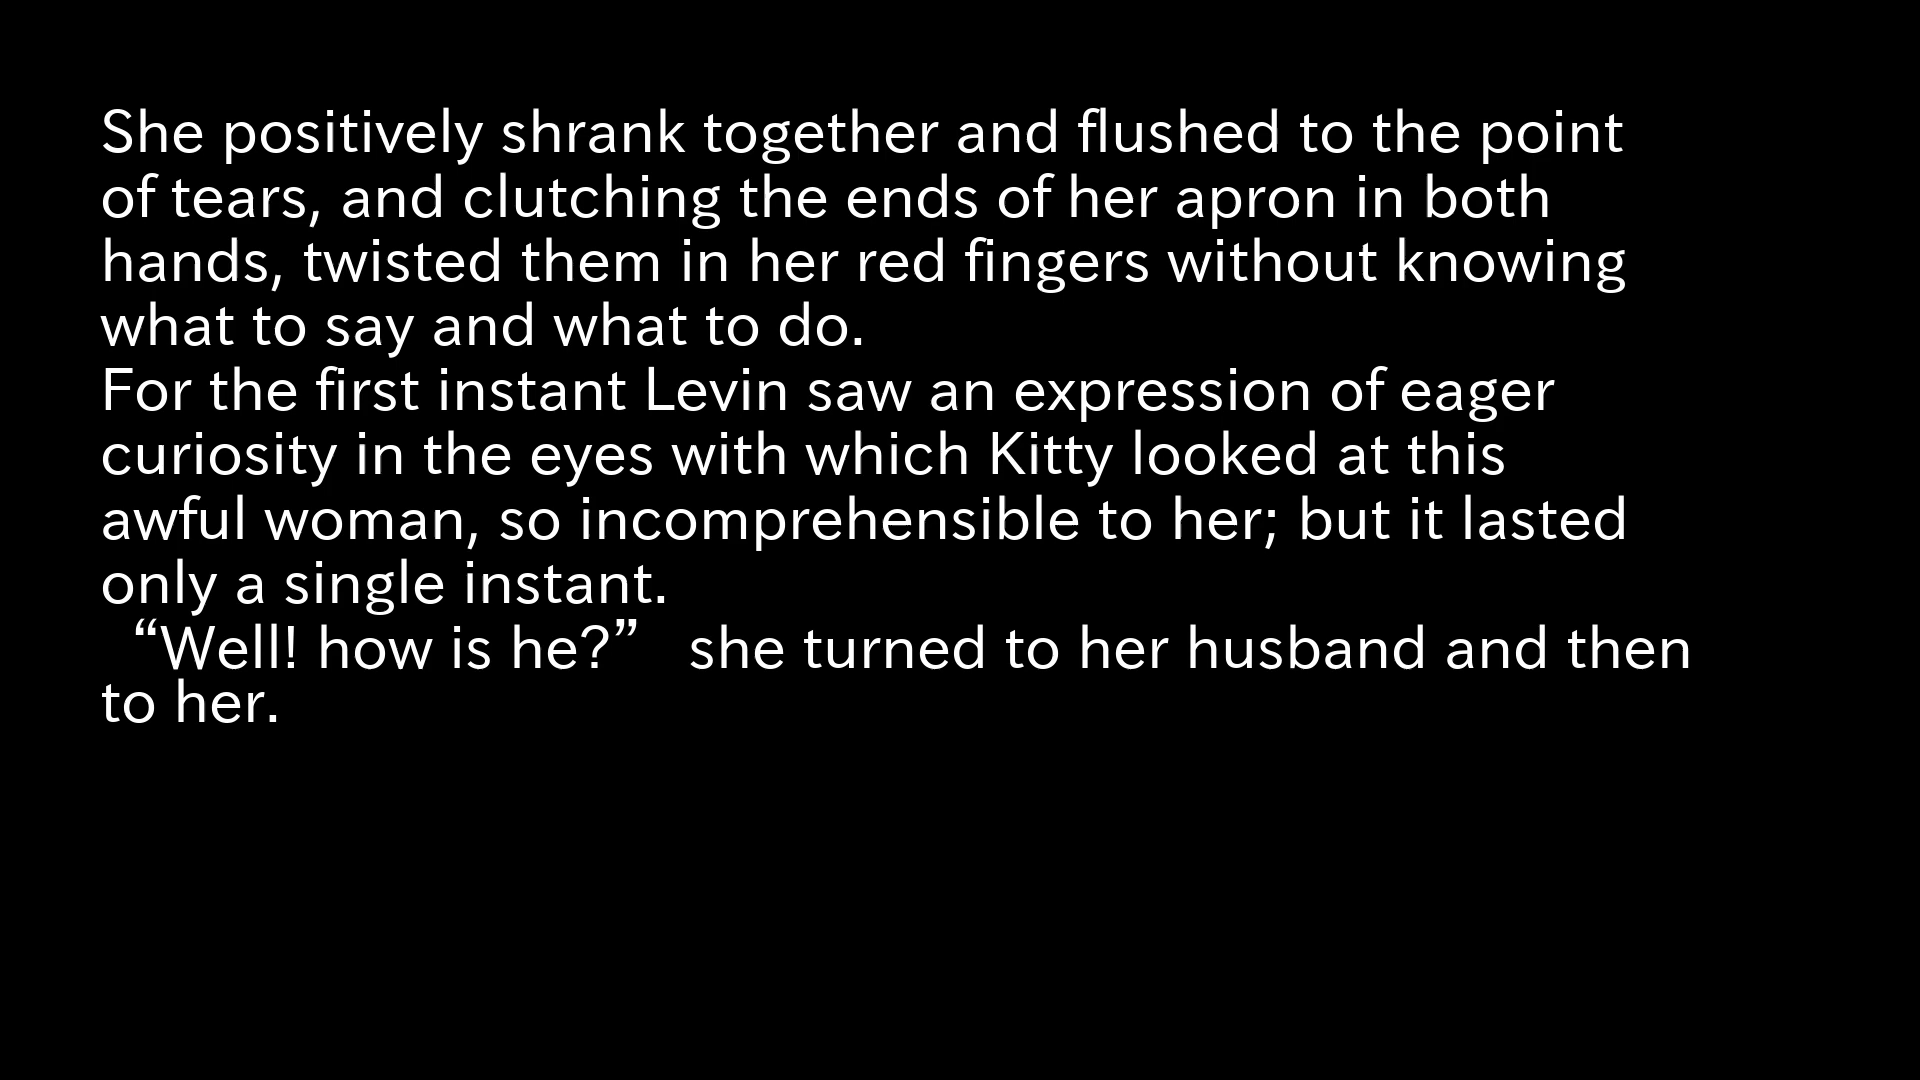 She positively shrank together and flushed to the point
of tears, and clutching the ends of her apron in both
hands, twisted them in her red fingers without knowing
what to say and what to do.
For the first instant Levin saw an expression of eager
curiosity in the eyes with which Kitty looked at this
awful woman, so incomprehensible to her; but it lasted
only a single instant.
“Well! how is he?” she turned to her husband and then
to her.